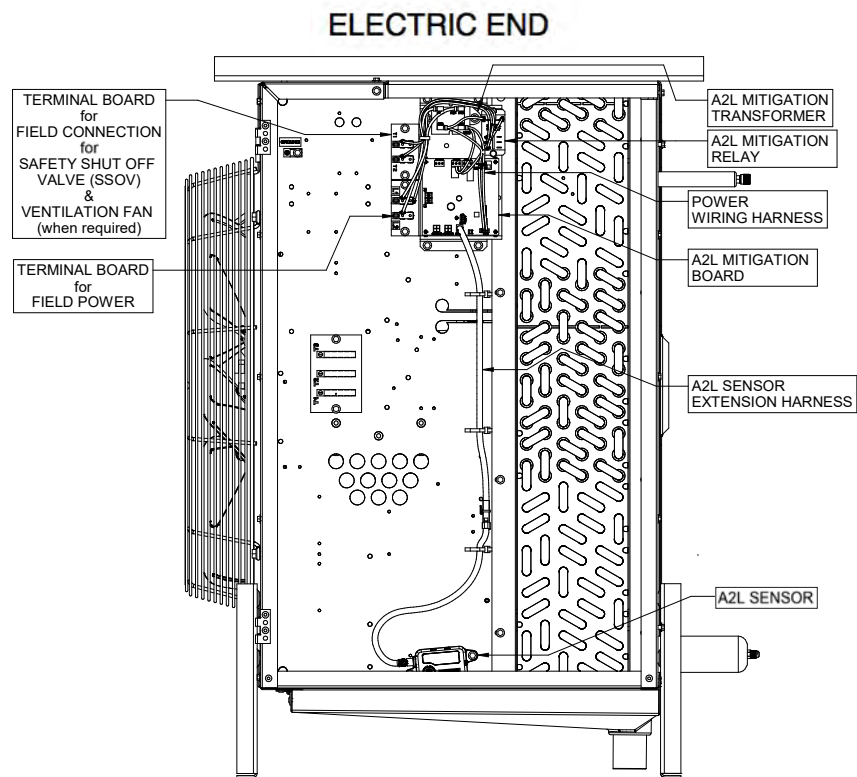 ELECTRIC END
TERMINAL BOARD
for
FIELD CONNECTION
for
SAFETY SHUT OFF
VALVE (SSOV)
&
VENTILATION FAN
(when required)
TERMINAL BOARD
for
FIELD POWER
A2L MITIGATION
TRANSFORMER
A2L MITIGATION
RELAY
POWER
WIRING HARNESS
A2L MITIGATION
BOARD
A2L SENSOR
EXTENSION HARNESS
A2L SENSOR